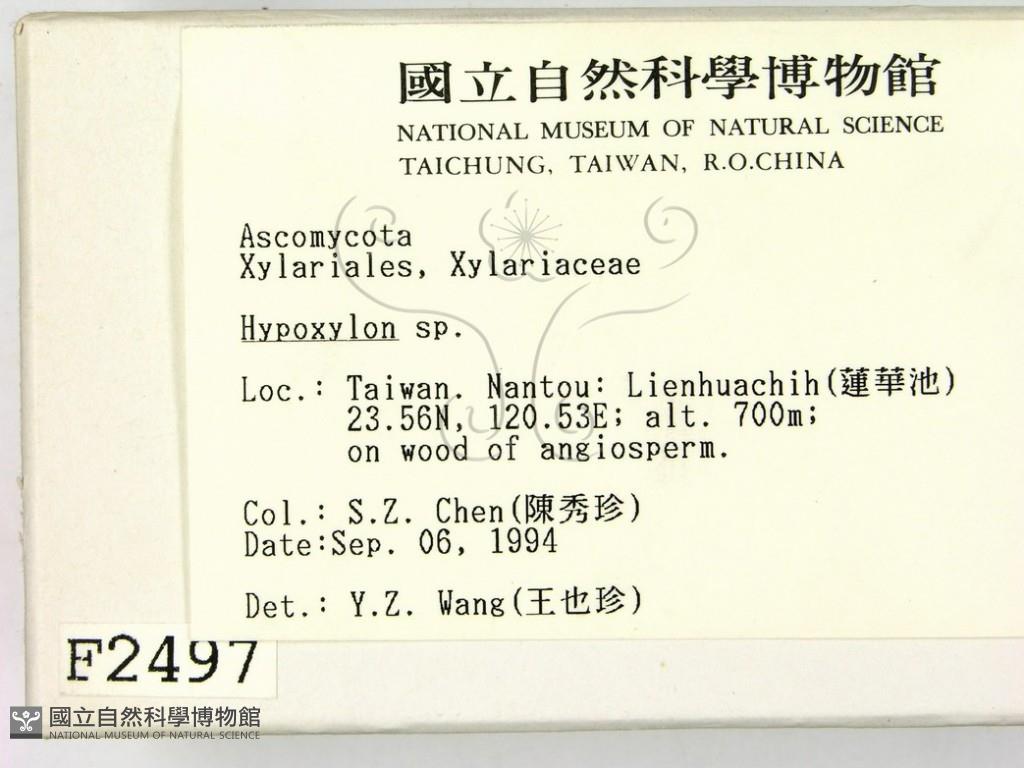 國立自然科學博物館
NATIONAL MUSEUM OF NATURAL SCIENCE
TAICHUNG, TAIWAN, R.O.CHINA
Ascomycota
Xylariales, Xylariaceae
Hypoxylon sp.
Loc.: Taiwan. Nantou: Lienhuachih(蓮華池)
23.56N, 120.53E; alt. 700m;
on wood of angiosperm.
Col.: S.Z. Chen(陳秀珍)
Date:Sep. 06, 1994
Det.: Y.Z. Wang(王也珍)
F2497
國立自然科學博物館
NATIONAL MUSEUM OF NATURAL SCIENCE